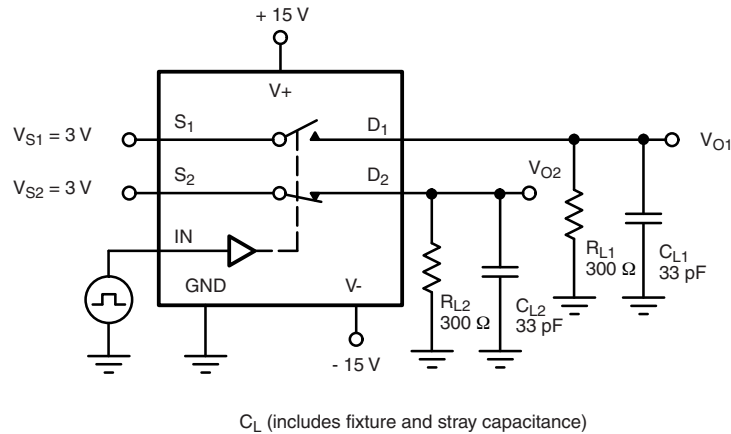 + 15 V
V+
V_S1 = 3 V
S_1
D_1
V_O1
V_S2 = 3 V
S_2
D_2
V_O2
IN
GND
V-
R_L1
300 Ω
C_L1
33 pF
R_L2
300 Ω
C_L2
33 pF
- 15 V
C_L (includes fixture and stray capacitance)